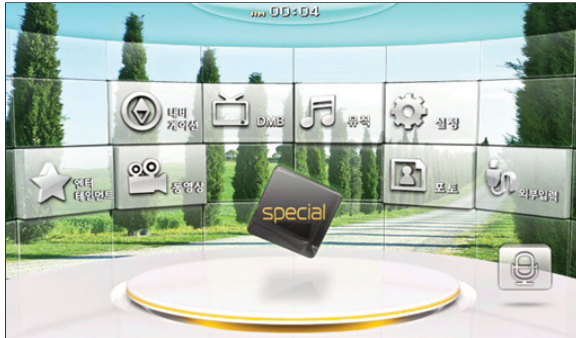 AM 00:04
내비
게이션
DMB
뮤직
설정
엔터
테인먼트
동영상
special
포토
외부입력